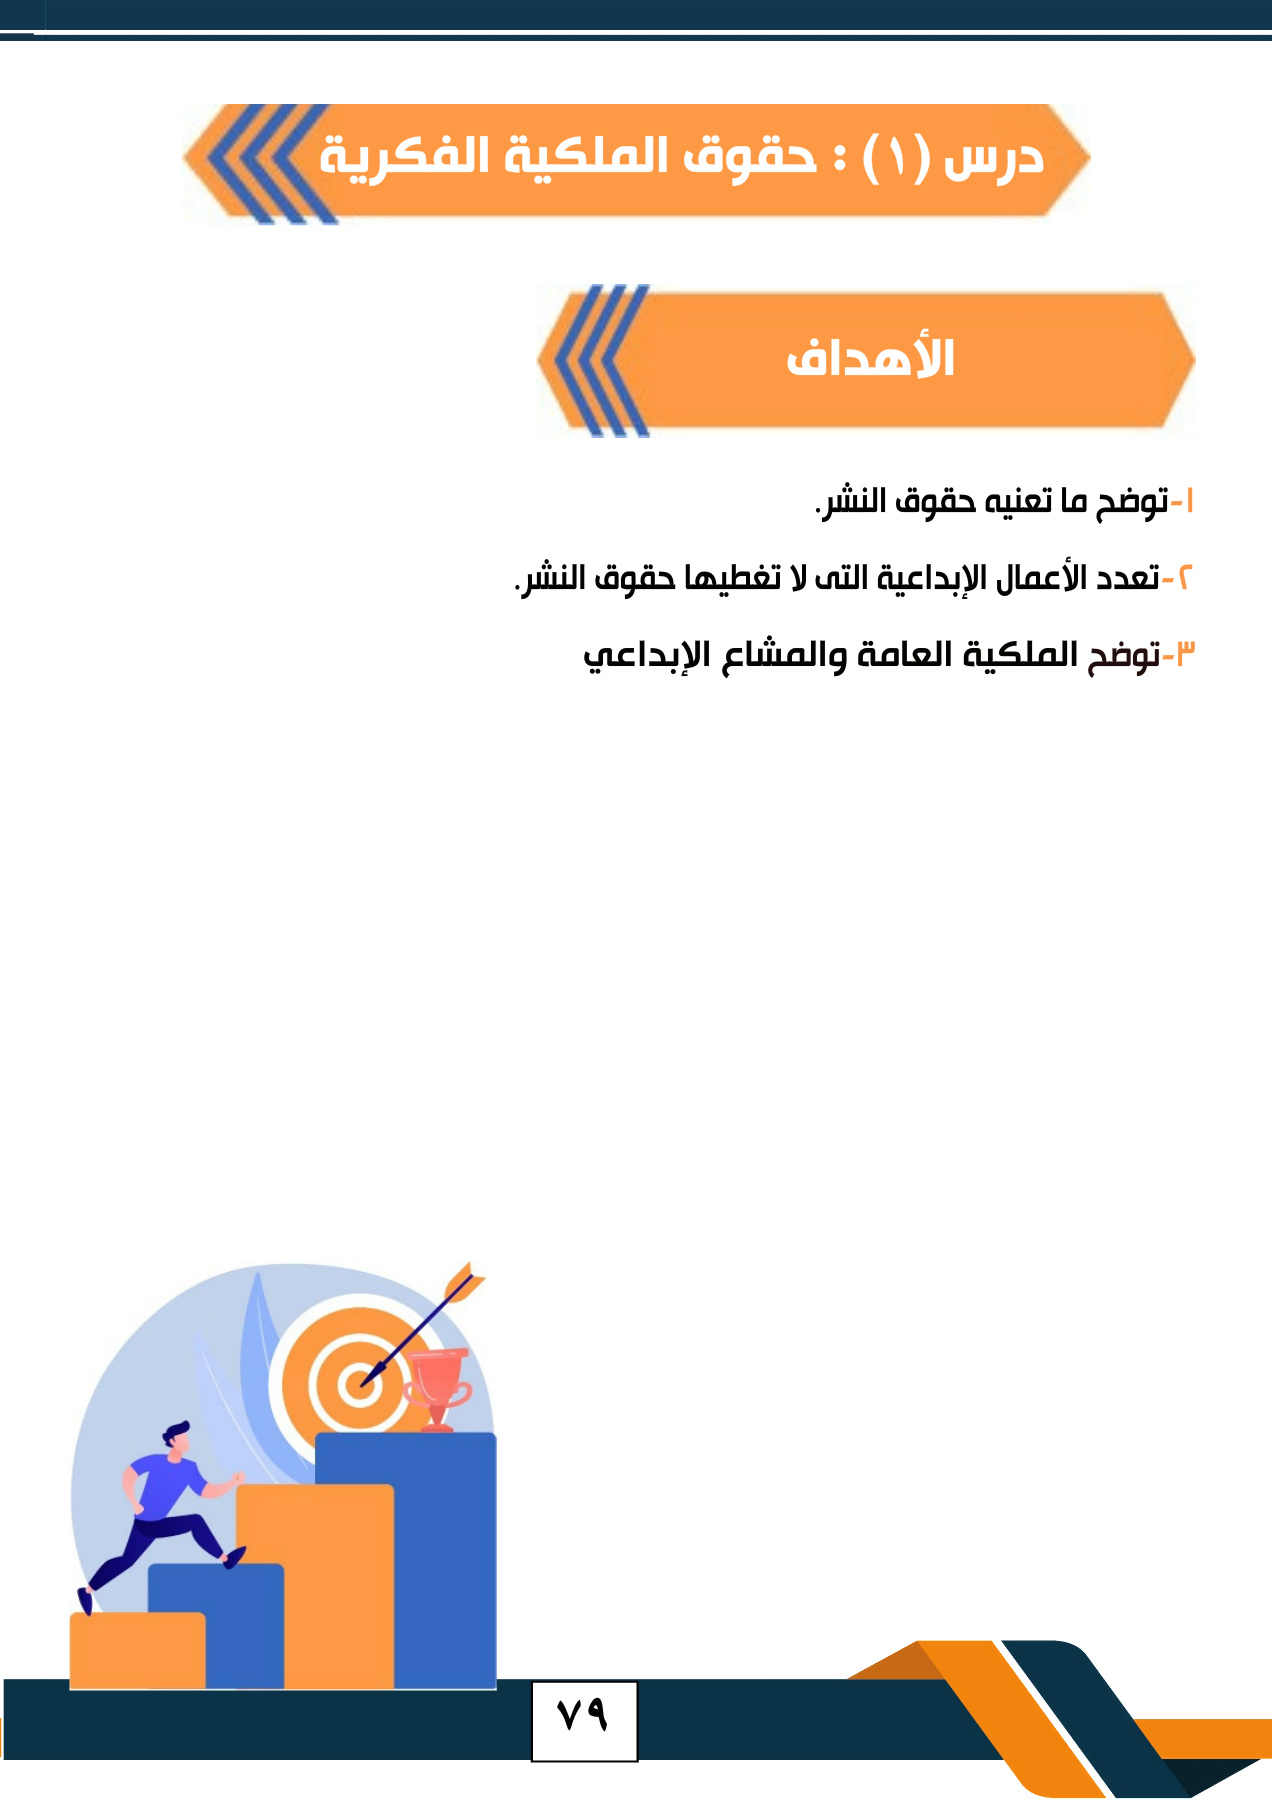 درس (١) : حقوق الملكية الفكرية
الأهداف
١-توضح ما تعنيه حقوق النشر.
٢-تعدد الأعمال الإبداعية التى لا تغطيها حقوق النشر.
٣-توضح الملكية العامة والمشاع الإبداعي
٧٩